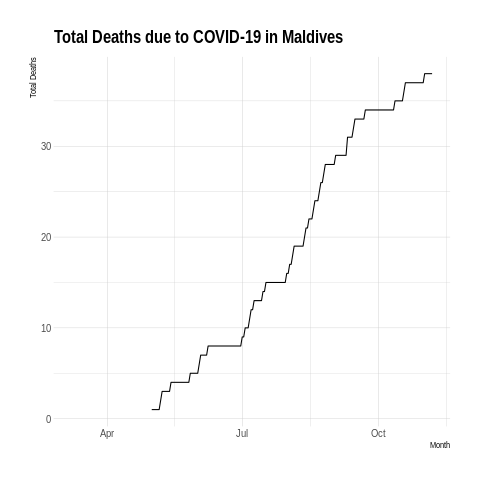 Total Deaths due to COVID-19 in Maldives
Total Deaths
30
20
10
0
Apr Jul Oct
Month